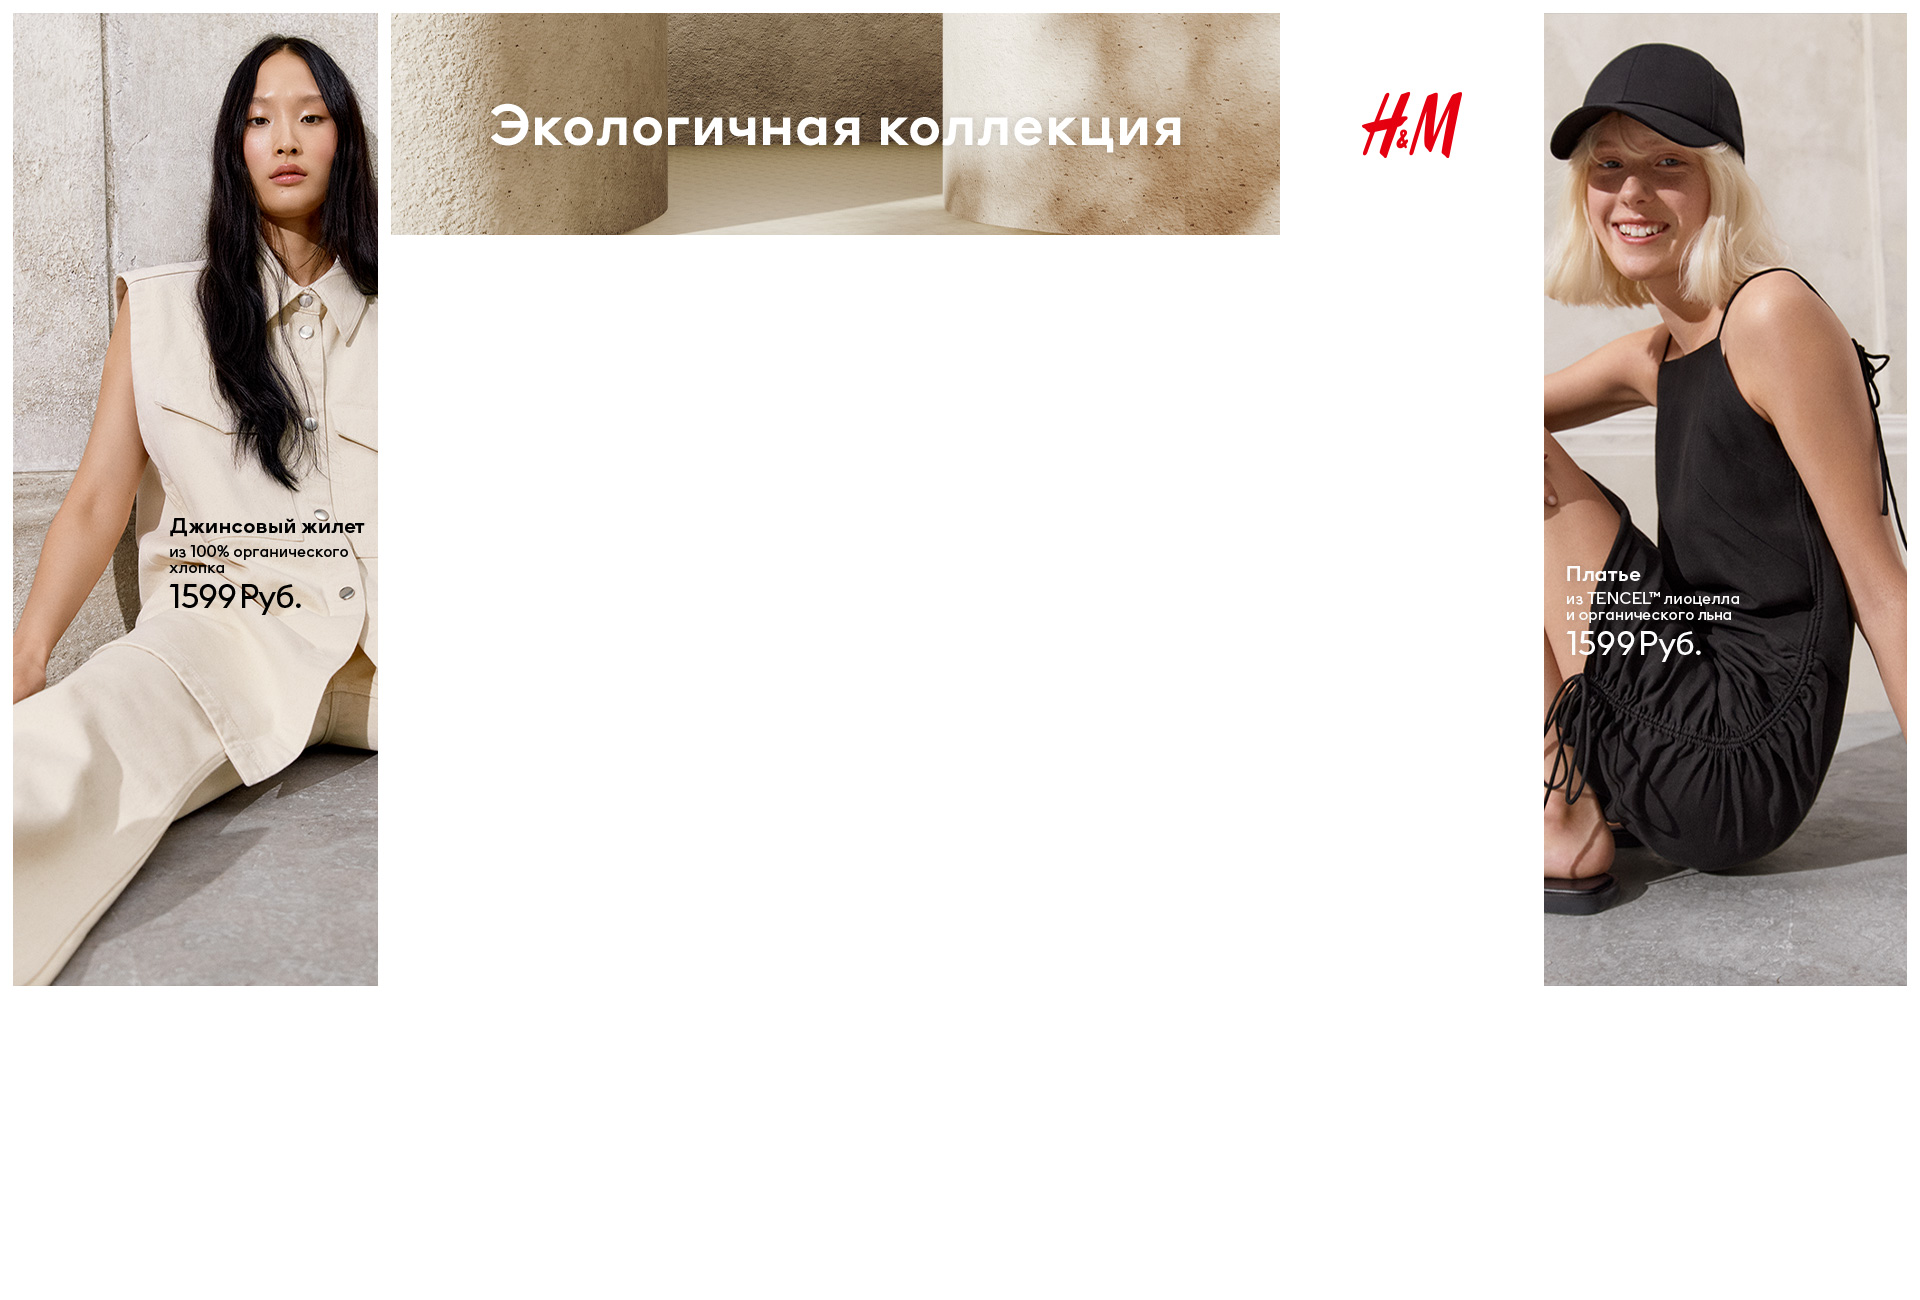 Экологичная коллекция
H&M
Джинсовый жилет
из 100% органического
хлопка
1599 Руб.
Платье
из TENCEL™ лиоцелла
и органического льна
1599 Руб.